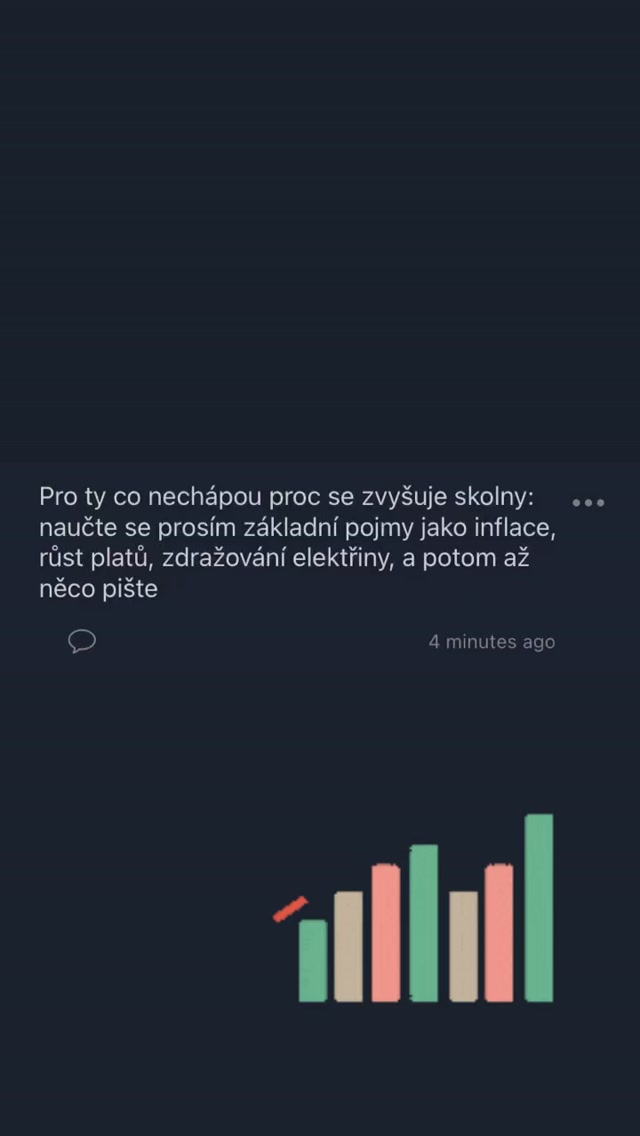 Pro ty co nechápou proc se zvyšuje skolny:
naučte se prosím základní pojmy jako inflace,
růst platů, zdražování elektřiny, a potom až
něco pište
4 minutes ago